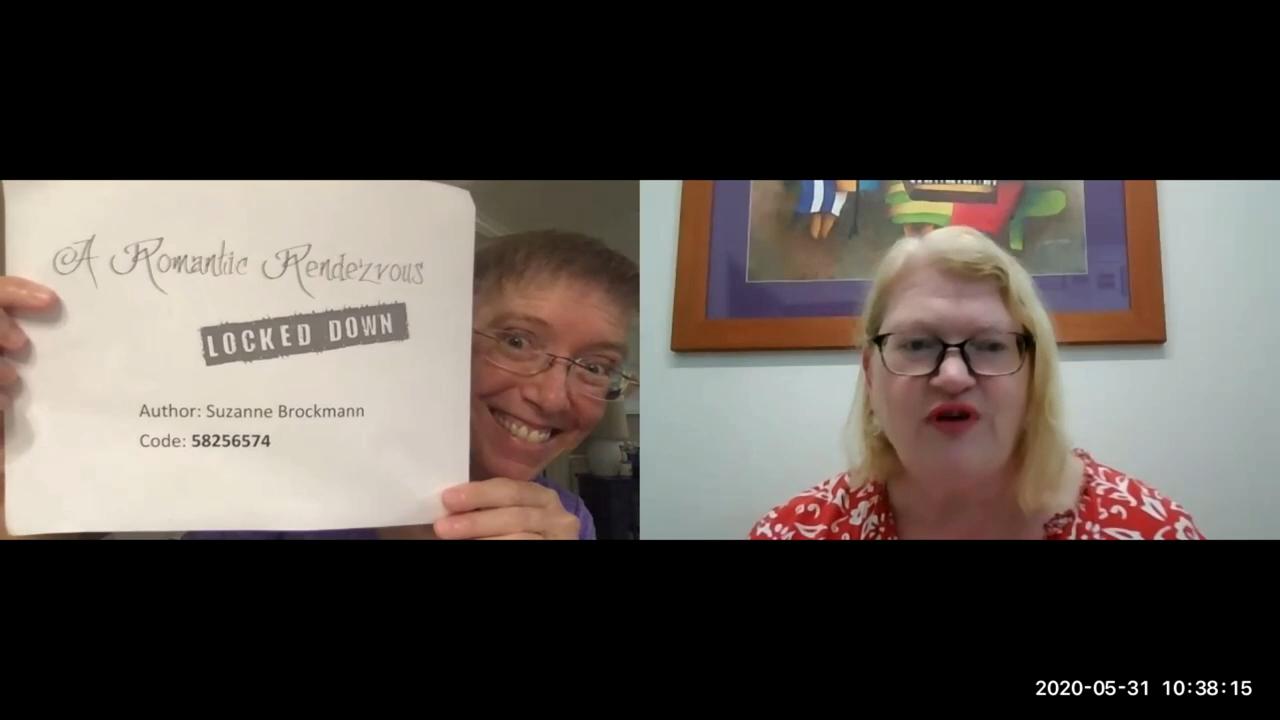 A Romantic Rendezvous
LOCKED DOWN
Author: Suzanne Brockmann
Code: 58256574
2020-05-31 10:38:15